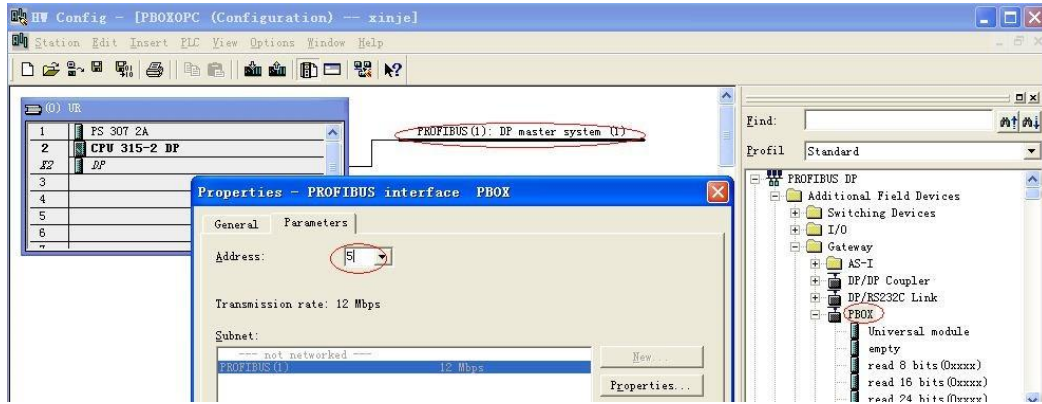 HW Config - [PBOXOPC (Configuration) -- xinje]
Station Edit Insert PLC View Options Window Help
(0) UR
1 PS 307 2A
2 CPU 315-2 DP
X2 DP
3
4
5
6
7
PROFIBUS(1): DP master system (1)
Properties - PROFIBUS interface PBOX
General Parameters
Address: 5
Transmission rate: 12 Mbps
Subnet:
--- not networked ---
PROFIBUS(1) 12 Mbps
New...
Properties...
Find:
Profil Standard
PROFIBUS DP
Additional Field Devices
Switching Devices
I/O
Gateway
AS-I
DP/DP Coupler
DP/RS232C Link
PBOX
Universal module
empty
read 8 bits(0xxxx)
read 16 bits(0xxxx)
read 24 bits(0xxxx)